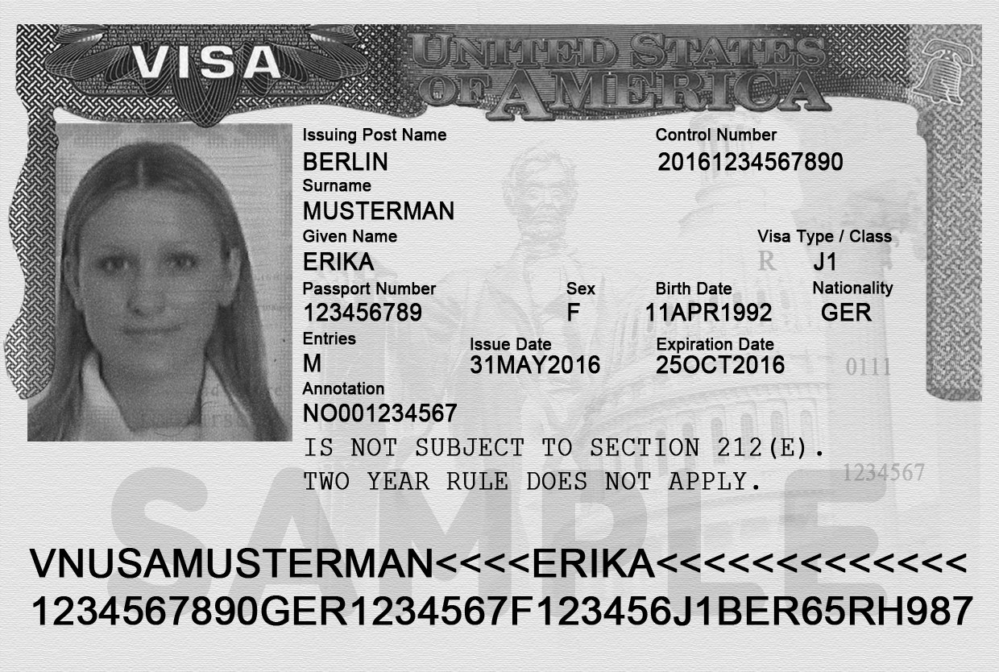 VISA
UNITED STATES
OF AMERICA
Issuing Post Name
BERLIN
Control Number
20161234567890
Surname
MUSTERMAN
Given Name
ERIKA
Visa Type / Class
R J1
Passport Number
123456789
Sex
F
Birth Date
11APR1992
Nationality
GER
Entries
M
Issue Date
31MAY2016
Expiration Date
25OCT2016
0111
Annotation
NO001234567
IS NOT SUBJECT TO SECTION 212(E).
TWO YEAR RULE DOES NOT APPLY.
1234567
SAMPLE
VNUSAMUSTERMAN<<<<ERIKA<<<<<<<<<<<<<
1234567890GER1234567F123456J1BER65RH987